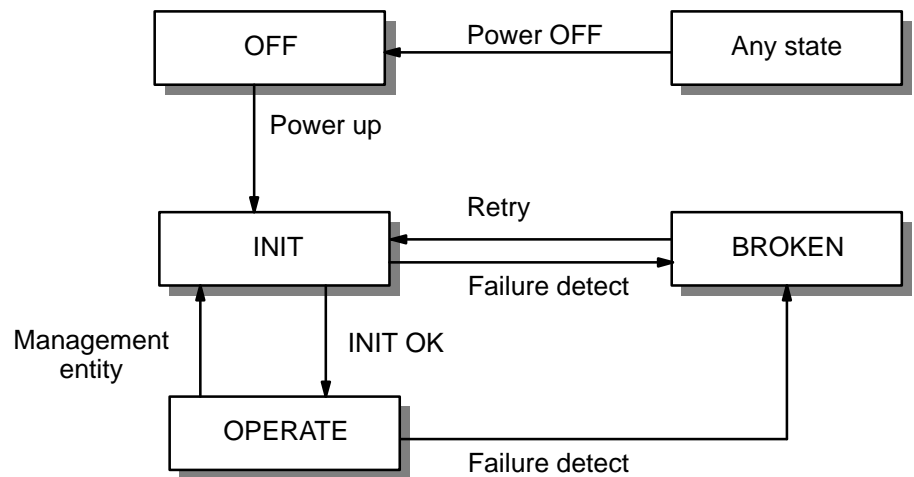 OFF
Power OFF
Any state
Power up
Retry
INIT
BROKEN
Failure detect
Management
entity
INIT OK
OPERATE
Failure detect